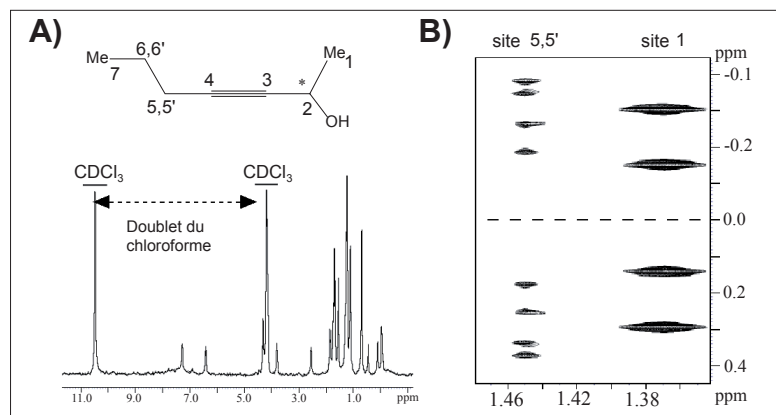 A)
Me
1
6,6'
Me
7
4
3
*
5,5'
2
OH
CDCl3
CDCl3
Doublet du
chloroforme
11.0 9.0 7.0 5.0 3.0 1.0 ppm
B)
site 5,5' site 1
ppm
-0.1
-0.2
0.0
0.2
0.4
1.46 1.42 1.38 ppm